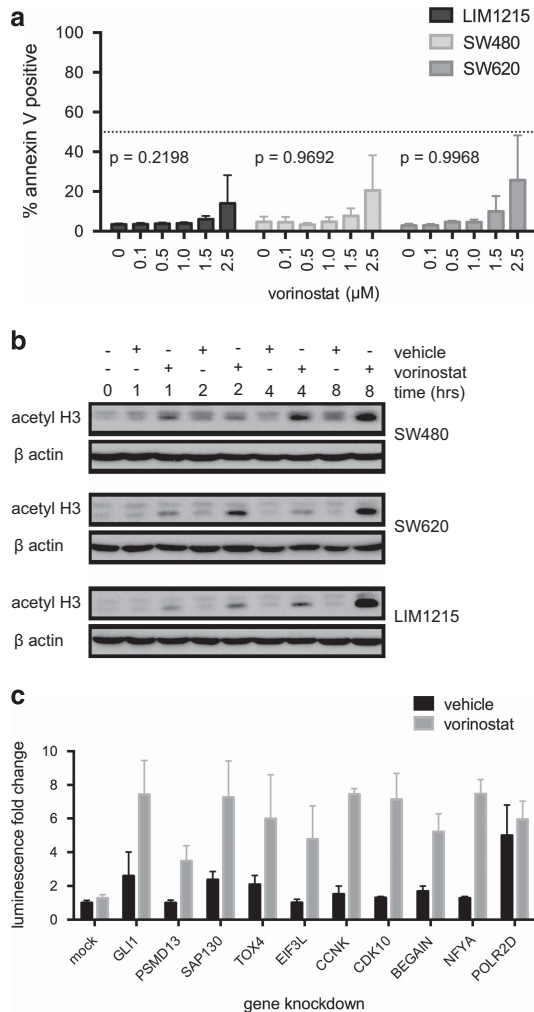 a
LIM1215
SW480
SW620
% annexin V positive
100
80
60
40
20
0
p = 0.2198
p = 0.9692
p = 0.9968
0 0.1 0.5 1.0 1.5 2.5 0 0.1 0.5 1.0 1.5 2.5 0 0.1 0.5 1.0 1.5 2.5
vorinostat (μM)
b
- + - + - + - + - vehicle
- - + - + - + - + vorinostat
0 1 1 2 2 4 4 8 8 time (hrs)
acetyl H3
β actin
SW480
acetyl H3
β actin
SW620
acetyl H3
β actin
LIM1215
c
vehicle
vorinostat
luminescence fold change
10
8
6
4
2
0
mock GLI1 PSMD13 SAP130 TOX4 EIF3L CCNK CDK10 BEGAIN NFYA POLR2D
gene knockdown